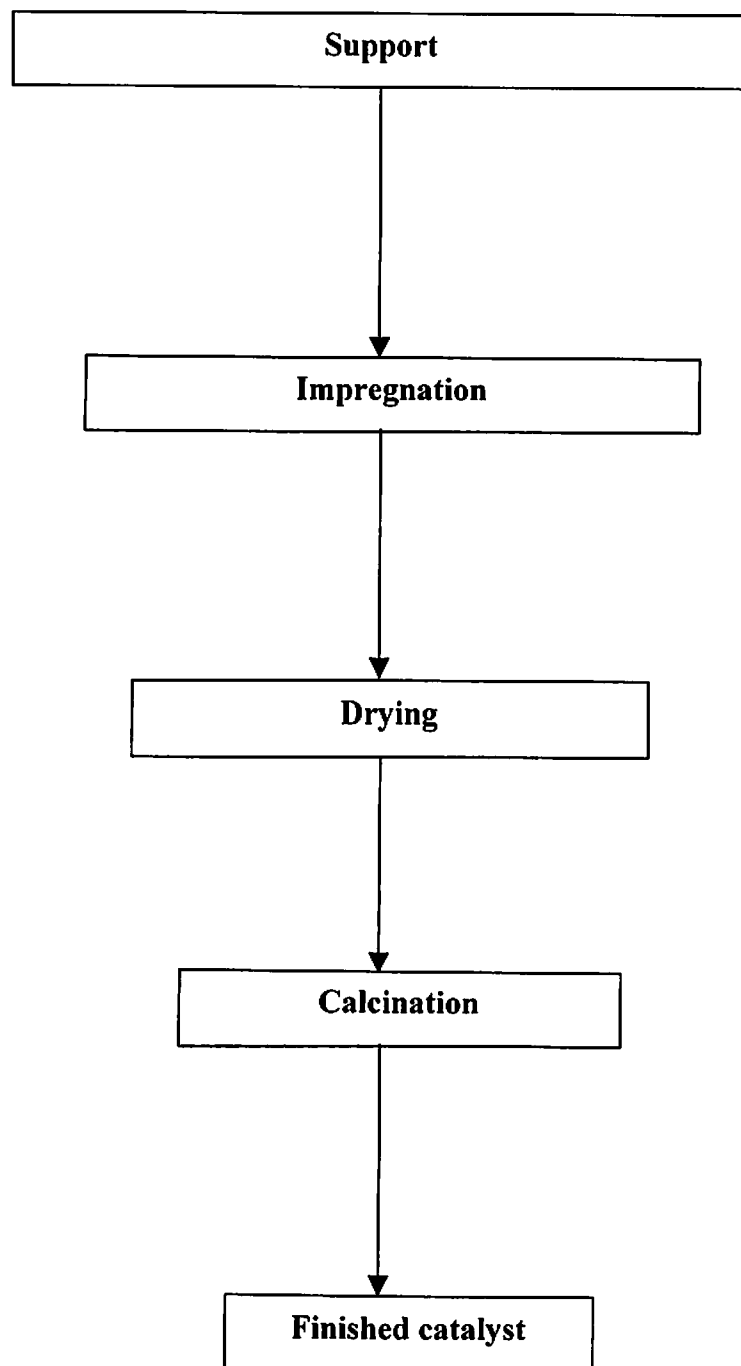 Support
Impregnation
Drying
Calcination
Finished catalyst